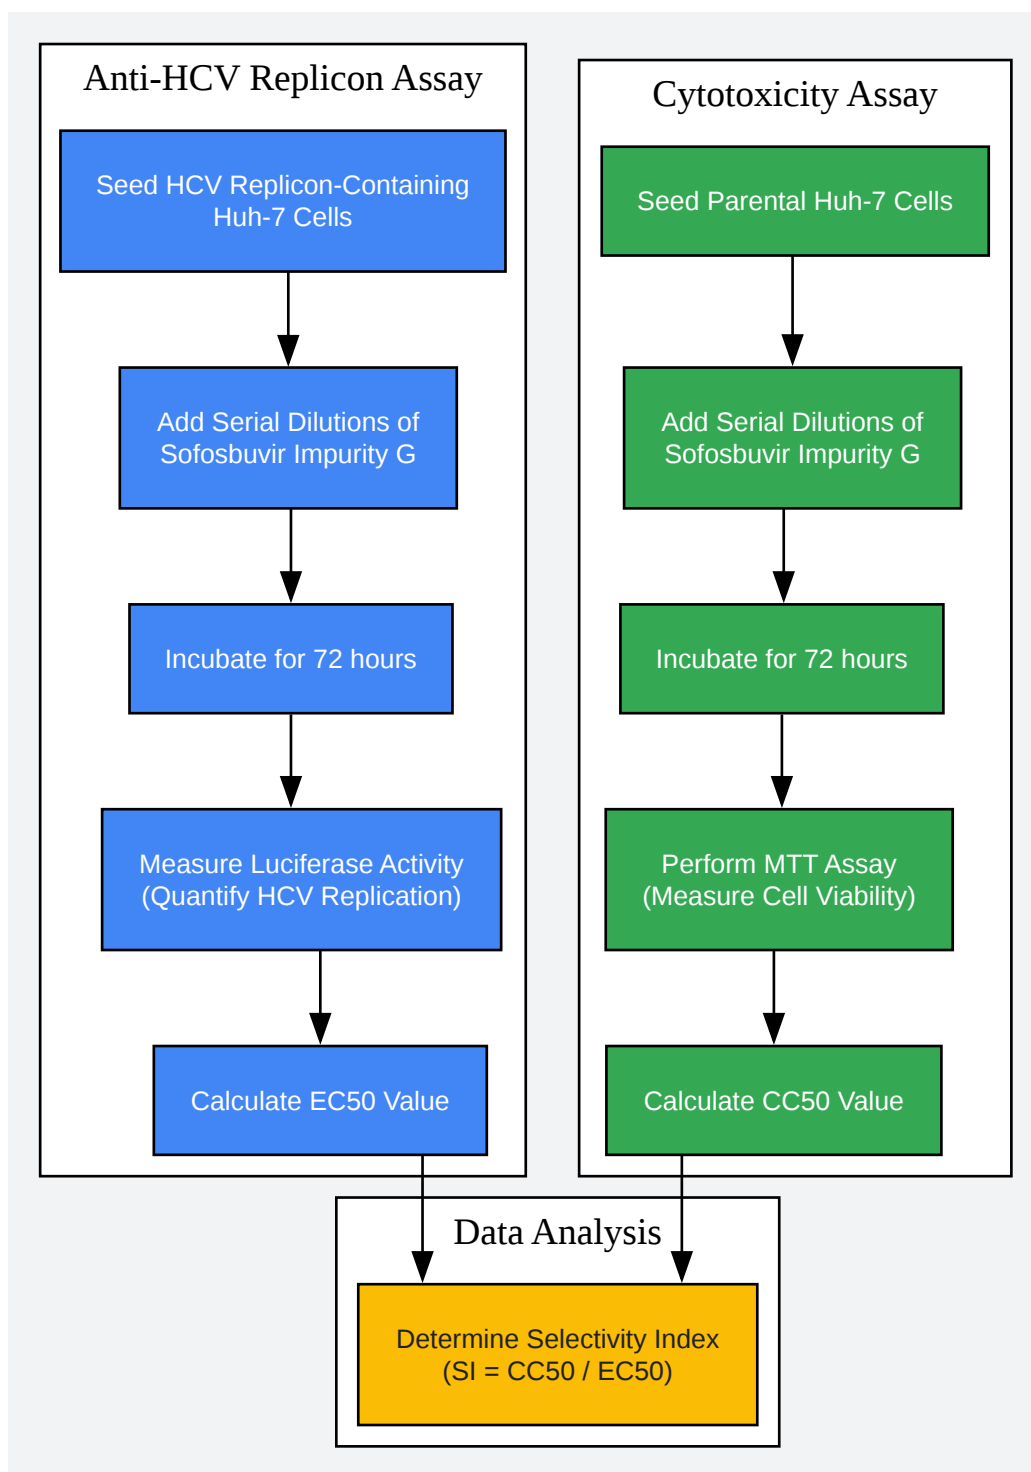 Anti-HCV Replicon Assay
Seed HCV Replicon-Containing
Huh-7 Cells
Add Serial Dilutions of
Sofosbuvir Impurity G
Incubate for 72 hours
Measure Luciferase Activity
(Quantify HCV Replication)
Calculate EC50 Value
Cytotoxicity Assay
Seed Parental Huh-7 Cells
Add Serial Dilutions of
Sofosbuvir Impurity G
Incubate for 72 hours
Perform MTT Assay
(Measure Cell Viability)
Calculate CC50 Value
Data Analysis
Determine Selectivity Index
(SI = CC50 / EC50)